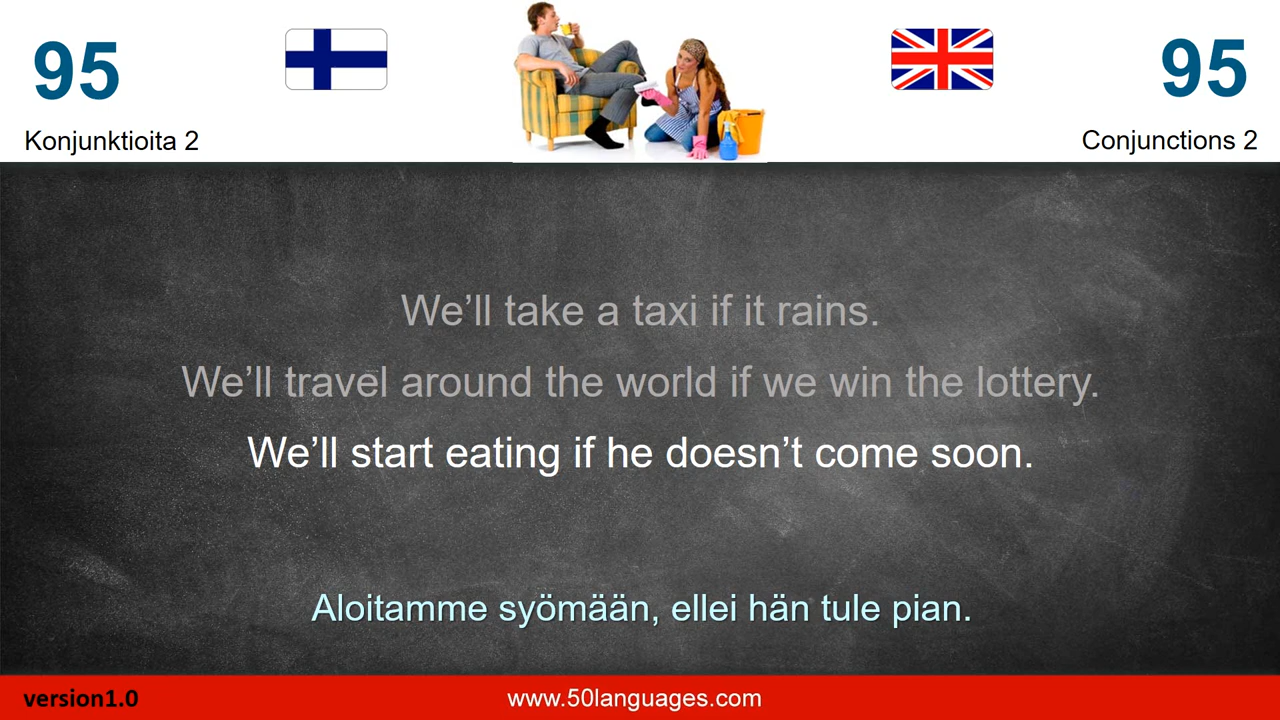 95
95
Konjunktioita 2
Conjunctions 2
We’ll take a taxi if it rains.
We’ll travel around the world if we win the lottery.
We’ll start eating if he doesn’t come soon.
Aloitamme syömään, ellei hän tule pian.
version1.0
www.50languages.com